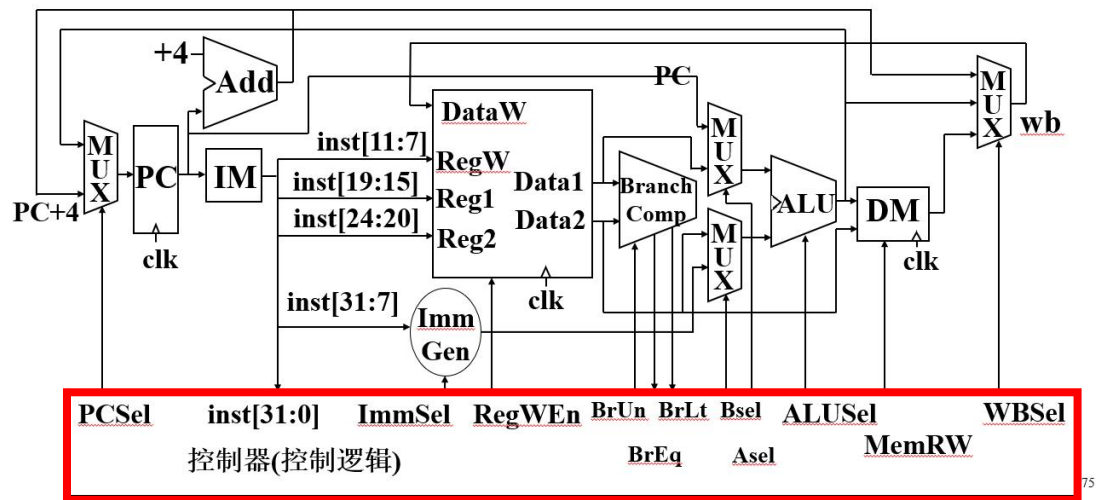 +4
Add
PC
MUX
DataW
MUX
wb
inst[11:7]
RegW
MUX
PC
IM
inst[19:15]
Data1
Branch
Comp
Reg1
Data2
ALU
DM
PC+4
inst[24:20]
Reg2
MUX
clk
clk
clk
inst[31:7]
Imm
Gen
PCSel
inst[31:0]
ImmSel
RegWEn
BrUn
BrLt
Bsel
ALUSel
WBSel
BrEq
Asel
MemRW
控制器(控制逻辑)
75